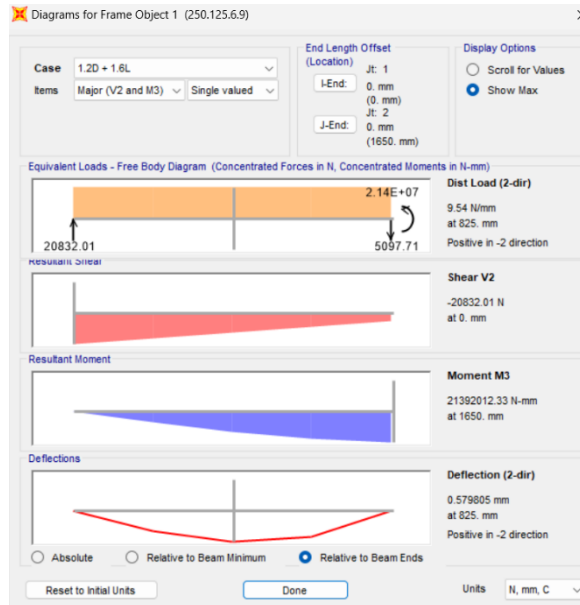 Diagrams for Frame Object 1 (250.125.6.9)
Case 1.2D + 1.6L
Items Major (V2 and M3) Single valued
End Length Offset
(Location)
Jt: 1
I-End: 0. mm
(0. mm)
Jt: 2
J-End: 0. mm
(1650. mm)
Display Options
Scroll for Values
Show Max
Equivalent Loads - Free Body Diagram (Concentrated Forces in N, Concentrated Moments in N-mm)
2.14E+07
20832.01 5097.71
Dist Load (2-dir)
9.54 N/mm
at 825. mm
Positive in -2 direction
Resultant Shear
Shear V2
-20832.01 N
at 0. mm
Resultant Moment
Moment M3
21392012.33 N-mm
at 1650. mm
Deflections
Deflection (2-dir)
0.579805 mm
at 825. mm
Positive in -2 direction
Absolute Relative to Beam Minimum Relative to Beam Ends
Reset to Initial Units Done Units N, mm, C